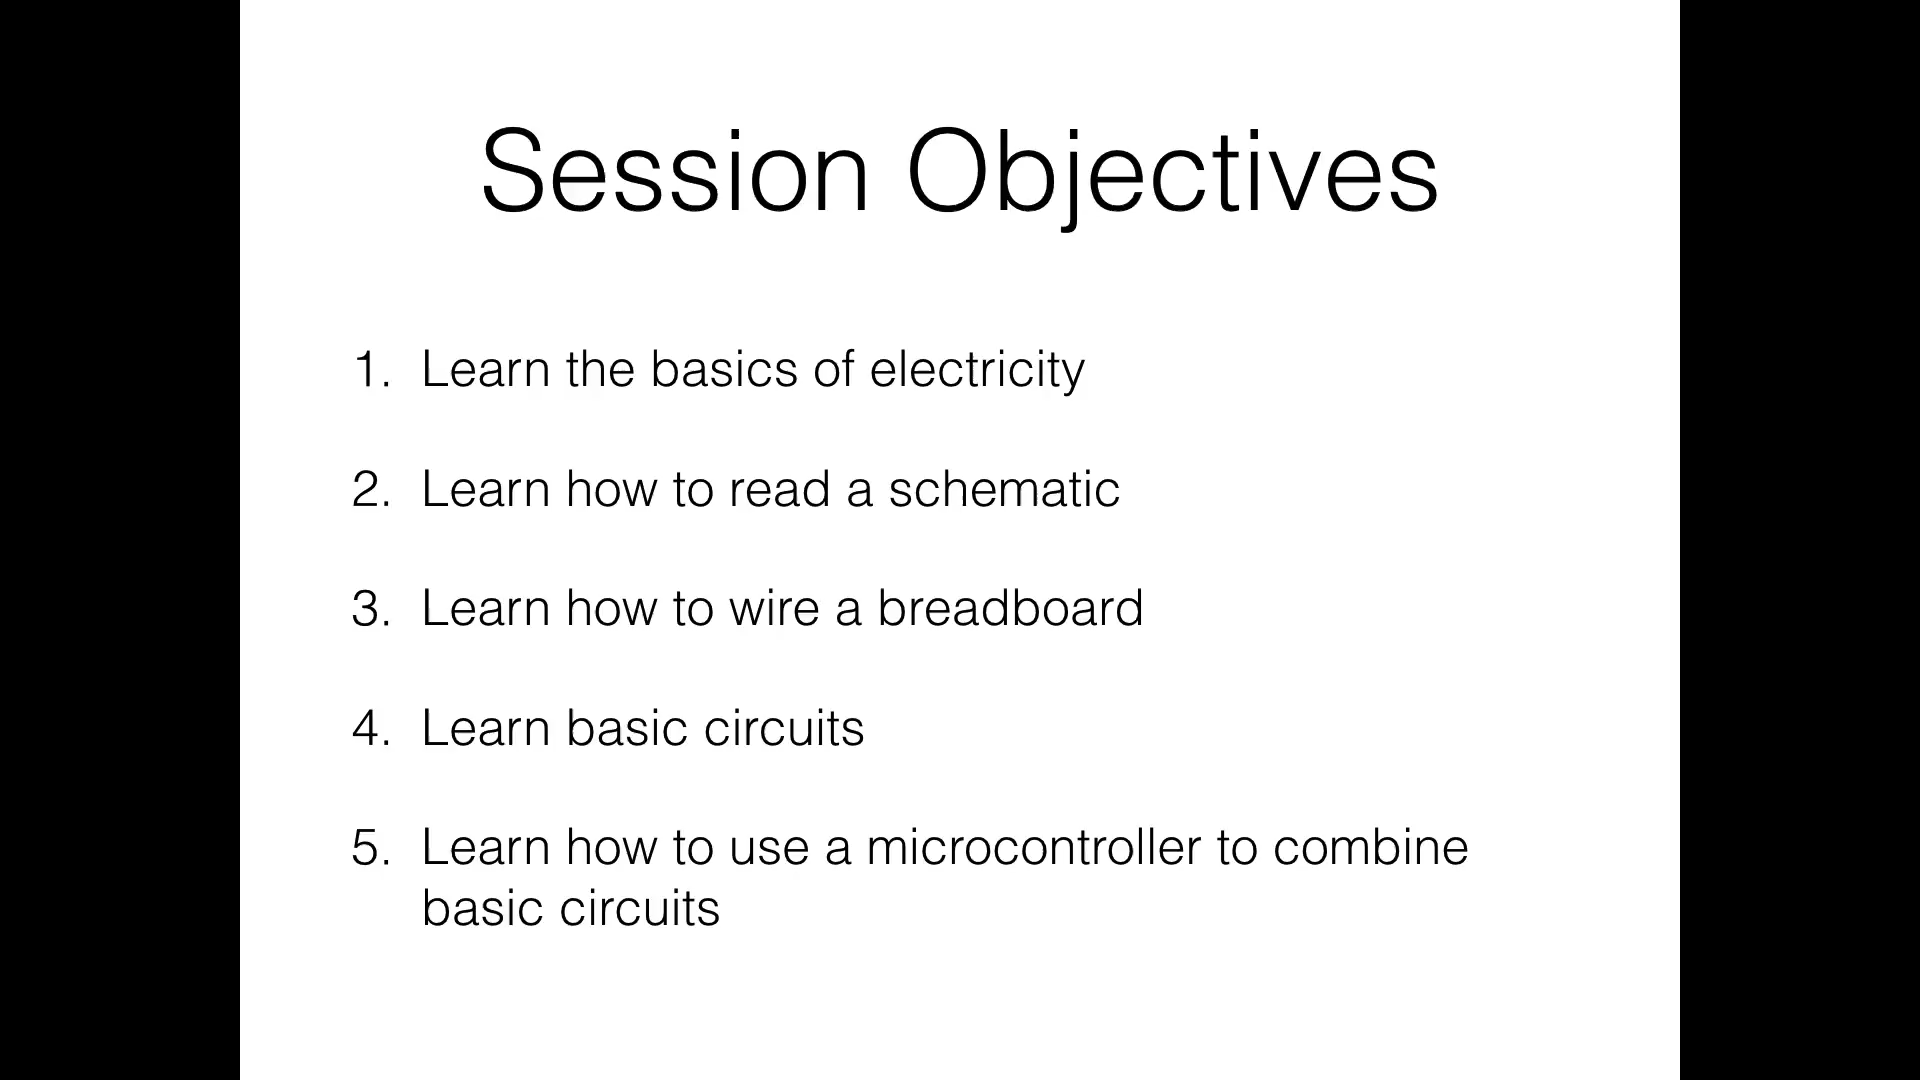 Session Objectives
1. Learn the basics of electricity
2. Learn how to read a schematic
3. Learn how to wire a breadboard
4. Learn basic circuits
5. Learn how to use a microcontroller to combine
basic circuits